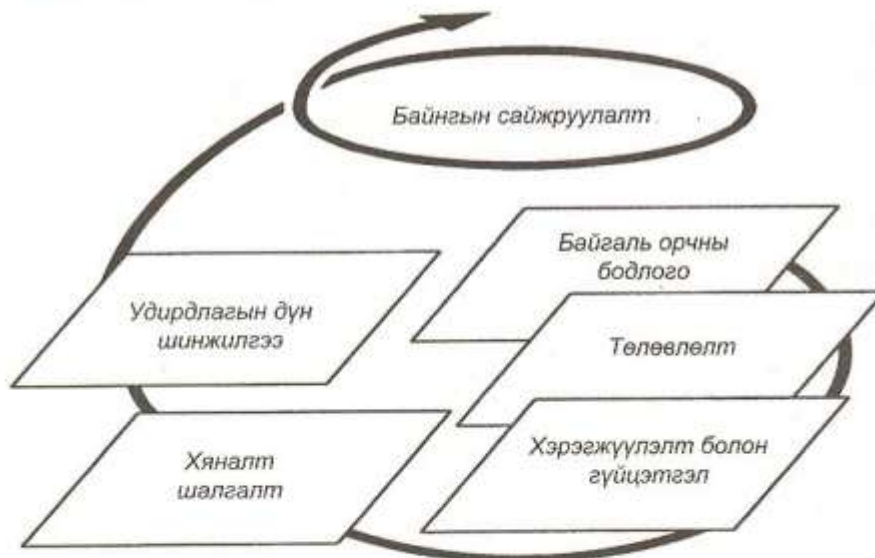 Байнгын сайжруулалт
Байгаль орчны
бодлого
Төлөвлөлт
Хэрэгжүүлэлт болон
гүйцэтгэл
Хяналт
шалгалт
Удирдлагын дүн
шинжилгээ